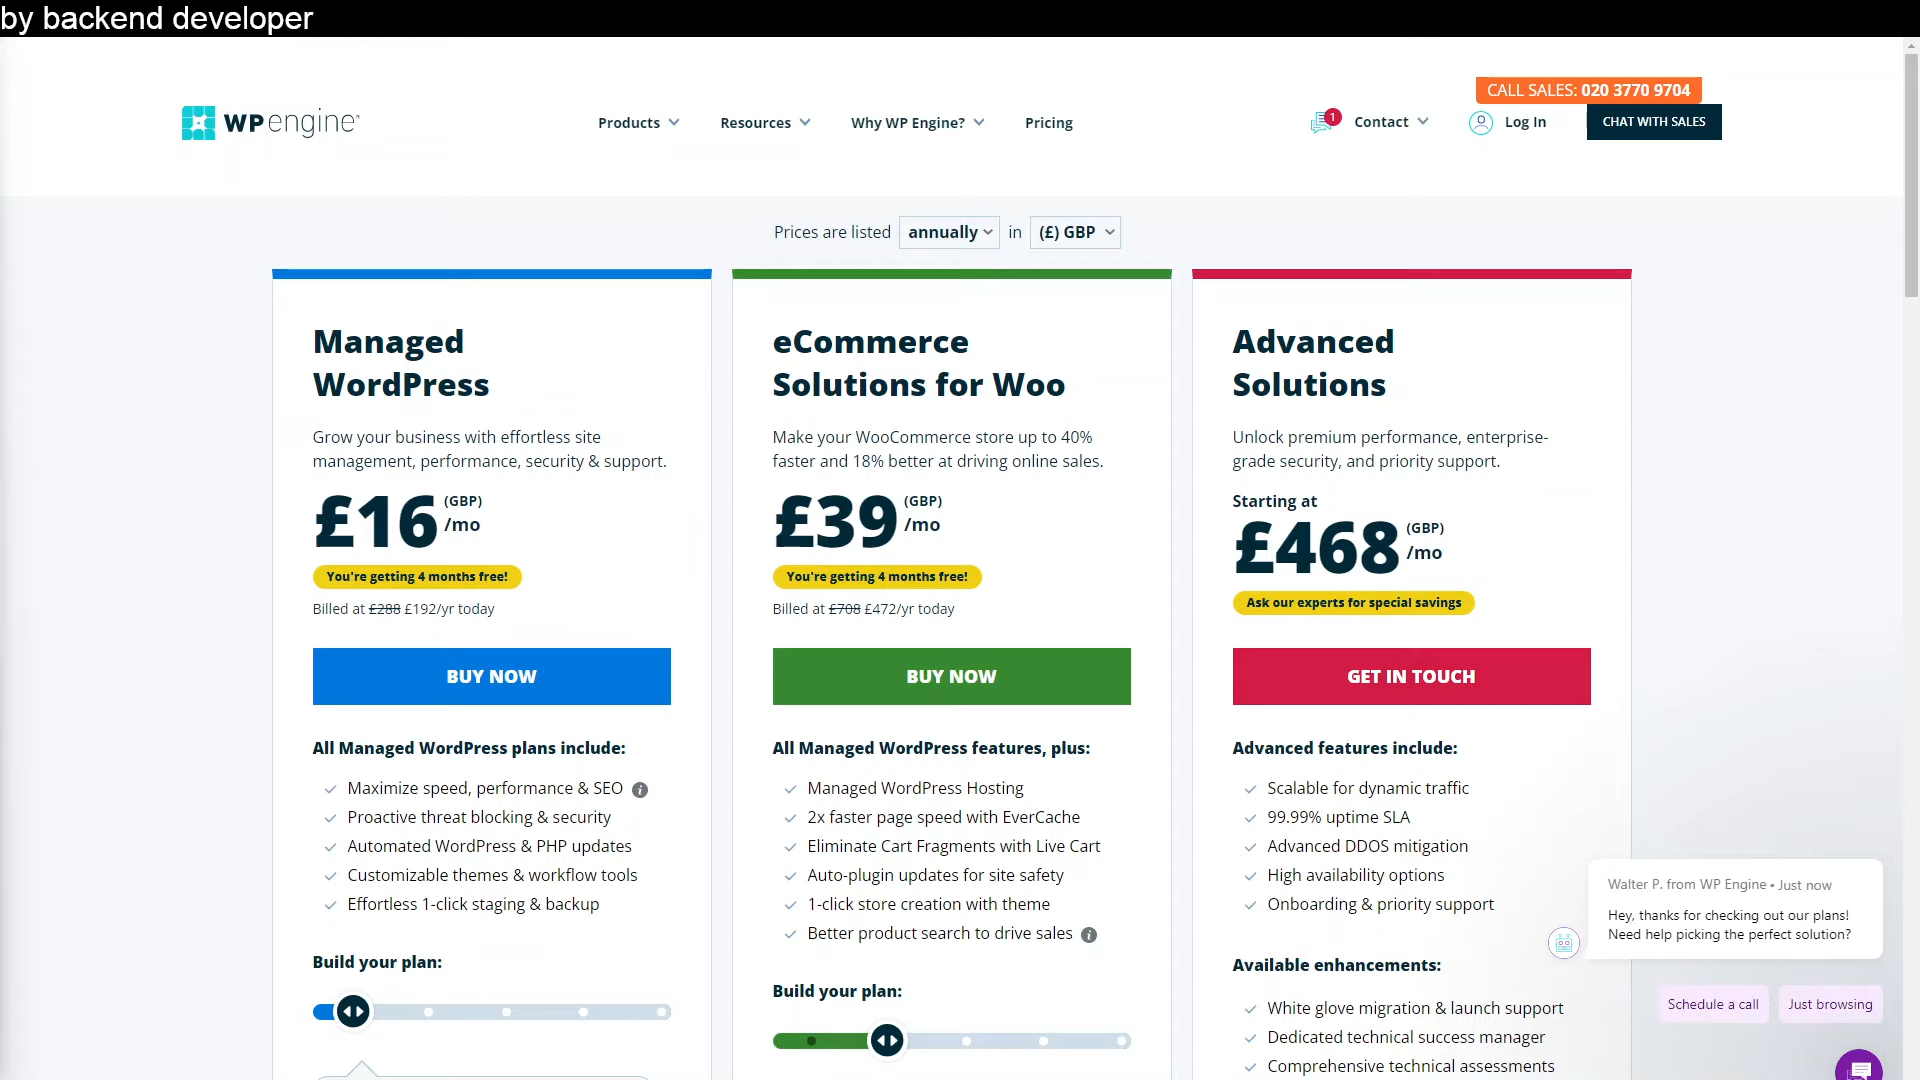 by backend developer
CALL SALES: 020 3770 9704
WP engine®
Products
Resources
Why WP Engine?
Pricing
1
Contact
Log In
CHAT WITH SALES
Prices are listed annually in (£) GBP
Managed
WordPress
Grow your business with effortless site
management, performance, security & support.
£16 (GBP)
/mo
You're getting 4 months free!
Billed at £288 £192/yr today
BUY NOW
All Managed WordPress plans include:
Maximize speed, performance & SEO i
Proactive threat blocking & security
Automated WordPress & PHP updates
Customizable themes & workflow tools
Effortless 1-click staging & backup
Build your plan:
eCommerce
Solutions for Woo
Make your WooCommerce store up to 40%
faster and 18% better at driving online sales.
£39 (GBP)
/mo
You're getting 4 months free!
Billed at £708 £472/yr today
BUY NOW
All Managed WordPress features, plus:
Managed WordPress Hosting
2x faster page speed with EverCache
Eliminate Cart Fragments with Live Cart
Auto-plugin updates for site safety
1-click store creation with theme
Better product search to drive sales i
Build your plan:
Advanced
Solutions
Unlock premium performance, enterprise-
grade security, and priority support.
Starting at
£468 (GBP)
/mo
Ask our experts for special savings
GET IN TOUCH
Advanced features include:
Scalable for dynamic traffic
99.99% uptime SLA
Advanced DDOS mitigation
High availability options
Onboarding & priority support
Available enhancements:
White glove migration & launch support
Dedicated technical success manager
Comprehensive technical assessments
Walter P. from WP Engine • Just now
Hey, thanks for checking out our plans!
Need help picking the perfect solution?
Schedule a call
Just browsing